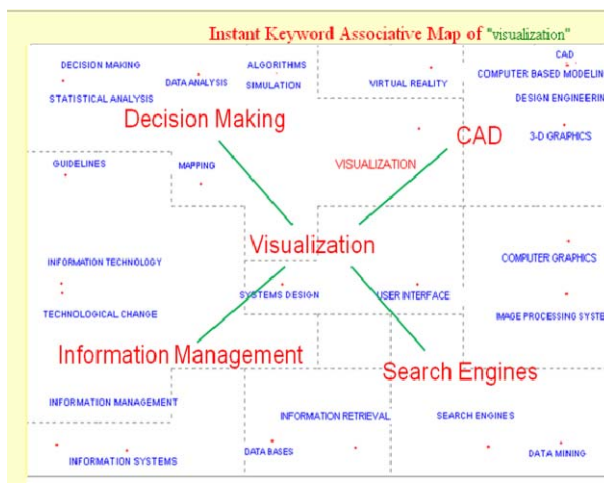 Instant Keyword Associative Map of "visualization"
DECISION MAKING
ALGORITHMS
CAD
DATA ANALYSIS
SIMULATION
VIRTUAL REALITY
COMPUTER BASED MODELIN
STATISTICAL ANALYSIS
DESIGN ENGINEERIN
Decision Making
CAD
3-D GRAPHICS
GUIDELINES
MAPPING
VISUALIZATION
Visualization
INFORMATION TECHNOLOGY
COMPUTER GRAPHICS
SYSTEMS DESIGN
USER INTERFACE
TECHNOLOGICAL CHANGE
IMAGE PROCESSING SYSTE
Information Management
Search Engines
INFORMATION MANAGEMENT
INFORMATION RETRIEVAL
SEARCH ENGINES
INFORMATION SYSTEMS
DATA BASES
DATA MINING